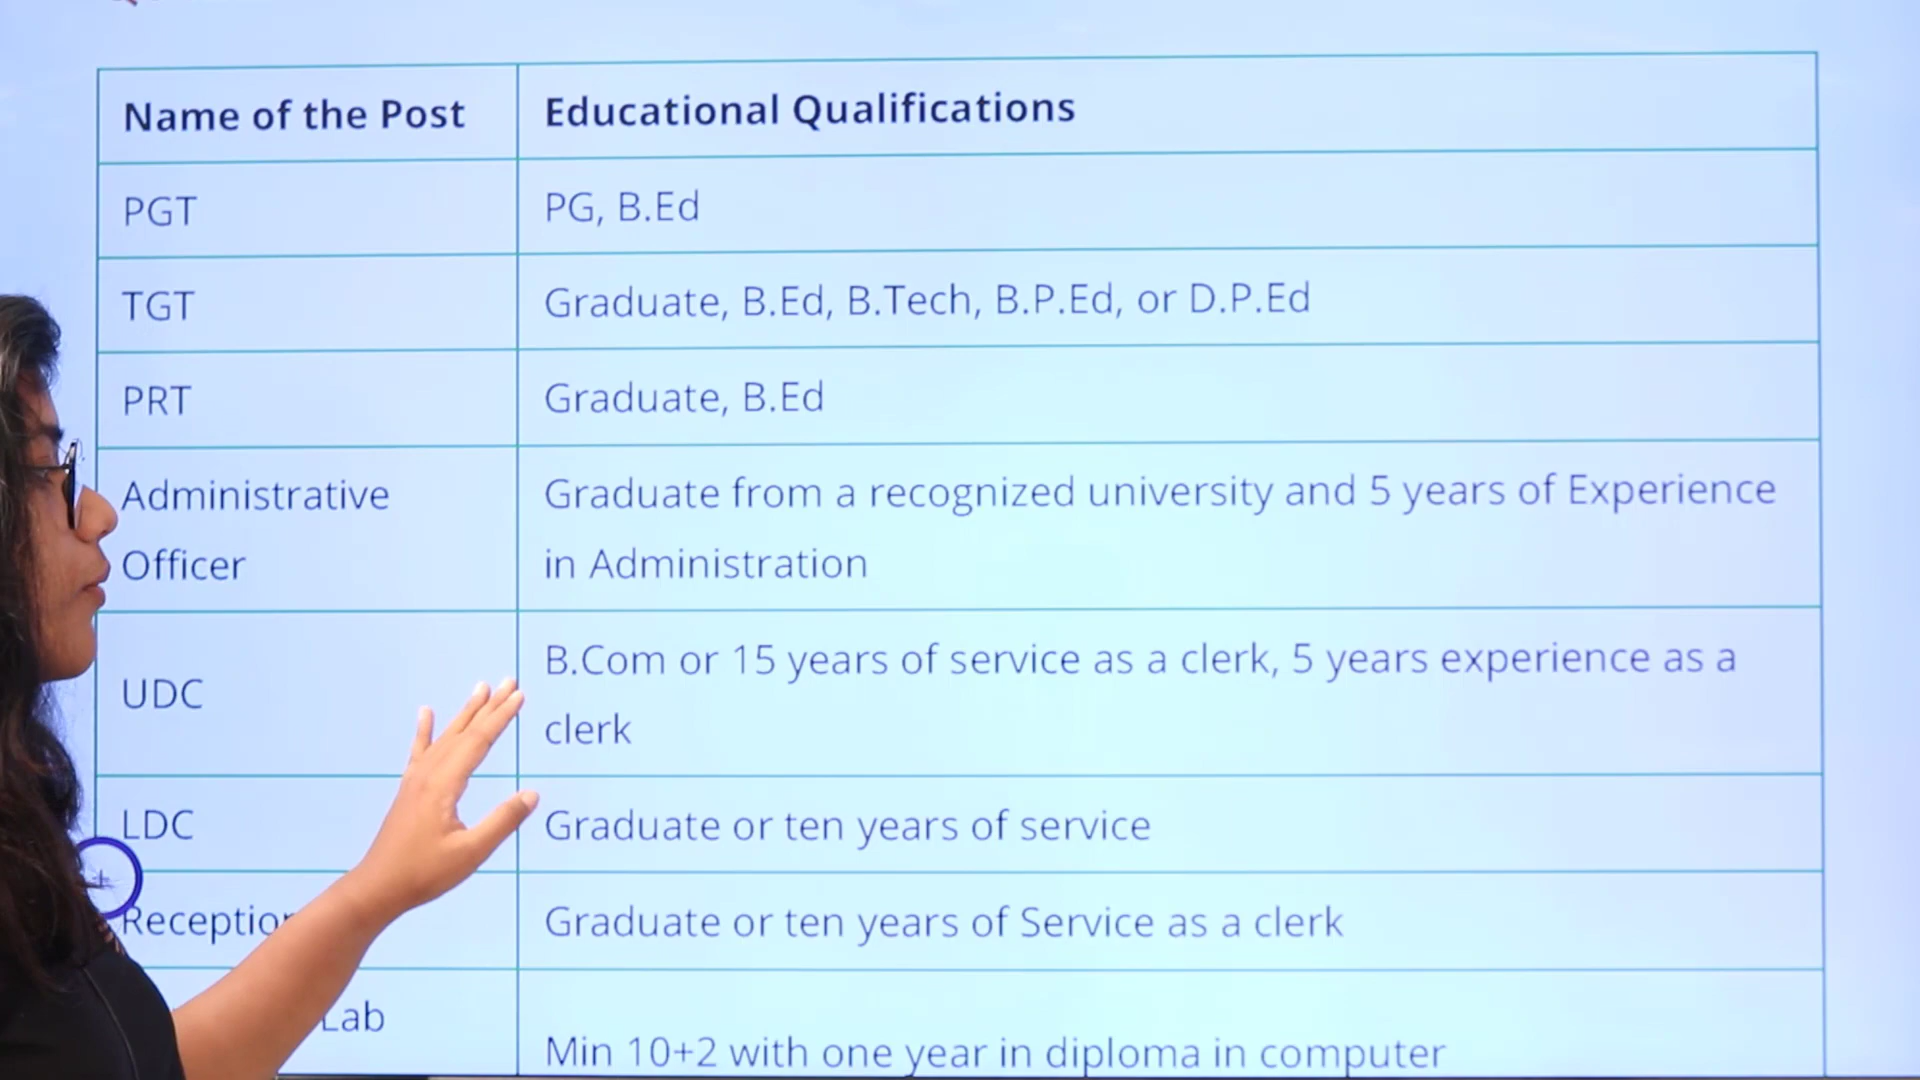 Name of the Post
Educational Qualifications
PGT
PG, B.Ed
TGT
Graduate, B.Ed, B.Tech, B.P.Ed, or D.P.Ed
PRT
Graduate, B.Ed
Administrative
Officer
Graduate from a recognized university and 5 years of Experience
in Administration
UDC
B.Com or 15 years of service as a clerk, 5 years experience as a
clerk
LDC
Graduate or ten years of service
Graduate or ten years of Service as a clerk
Lab
Min 10+2 with one year in diploma in computer